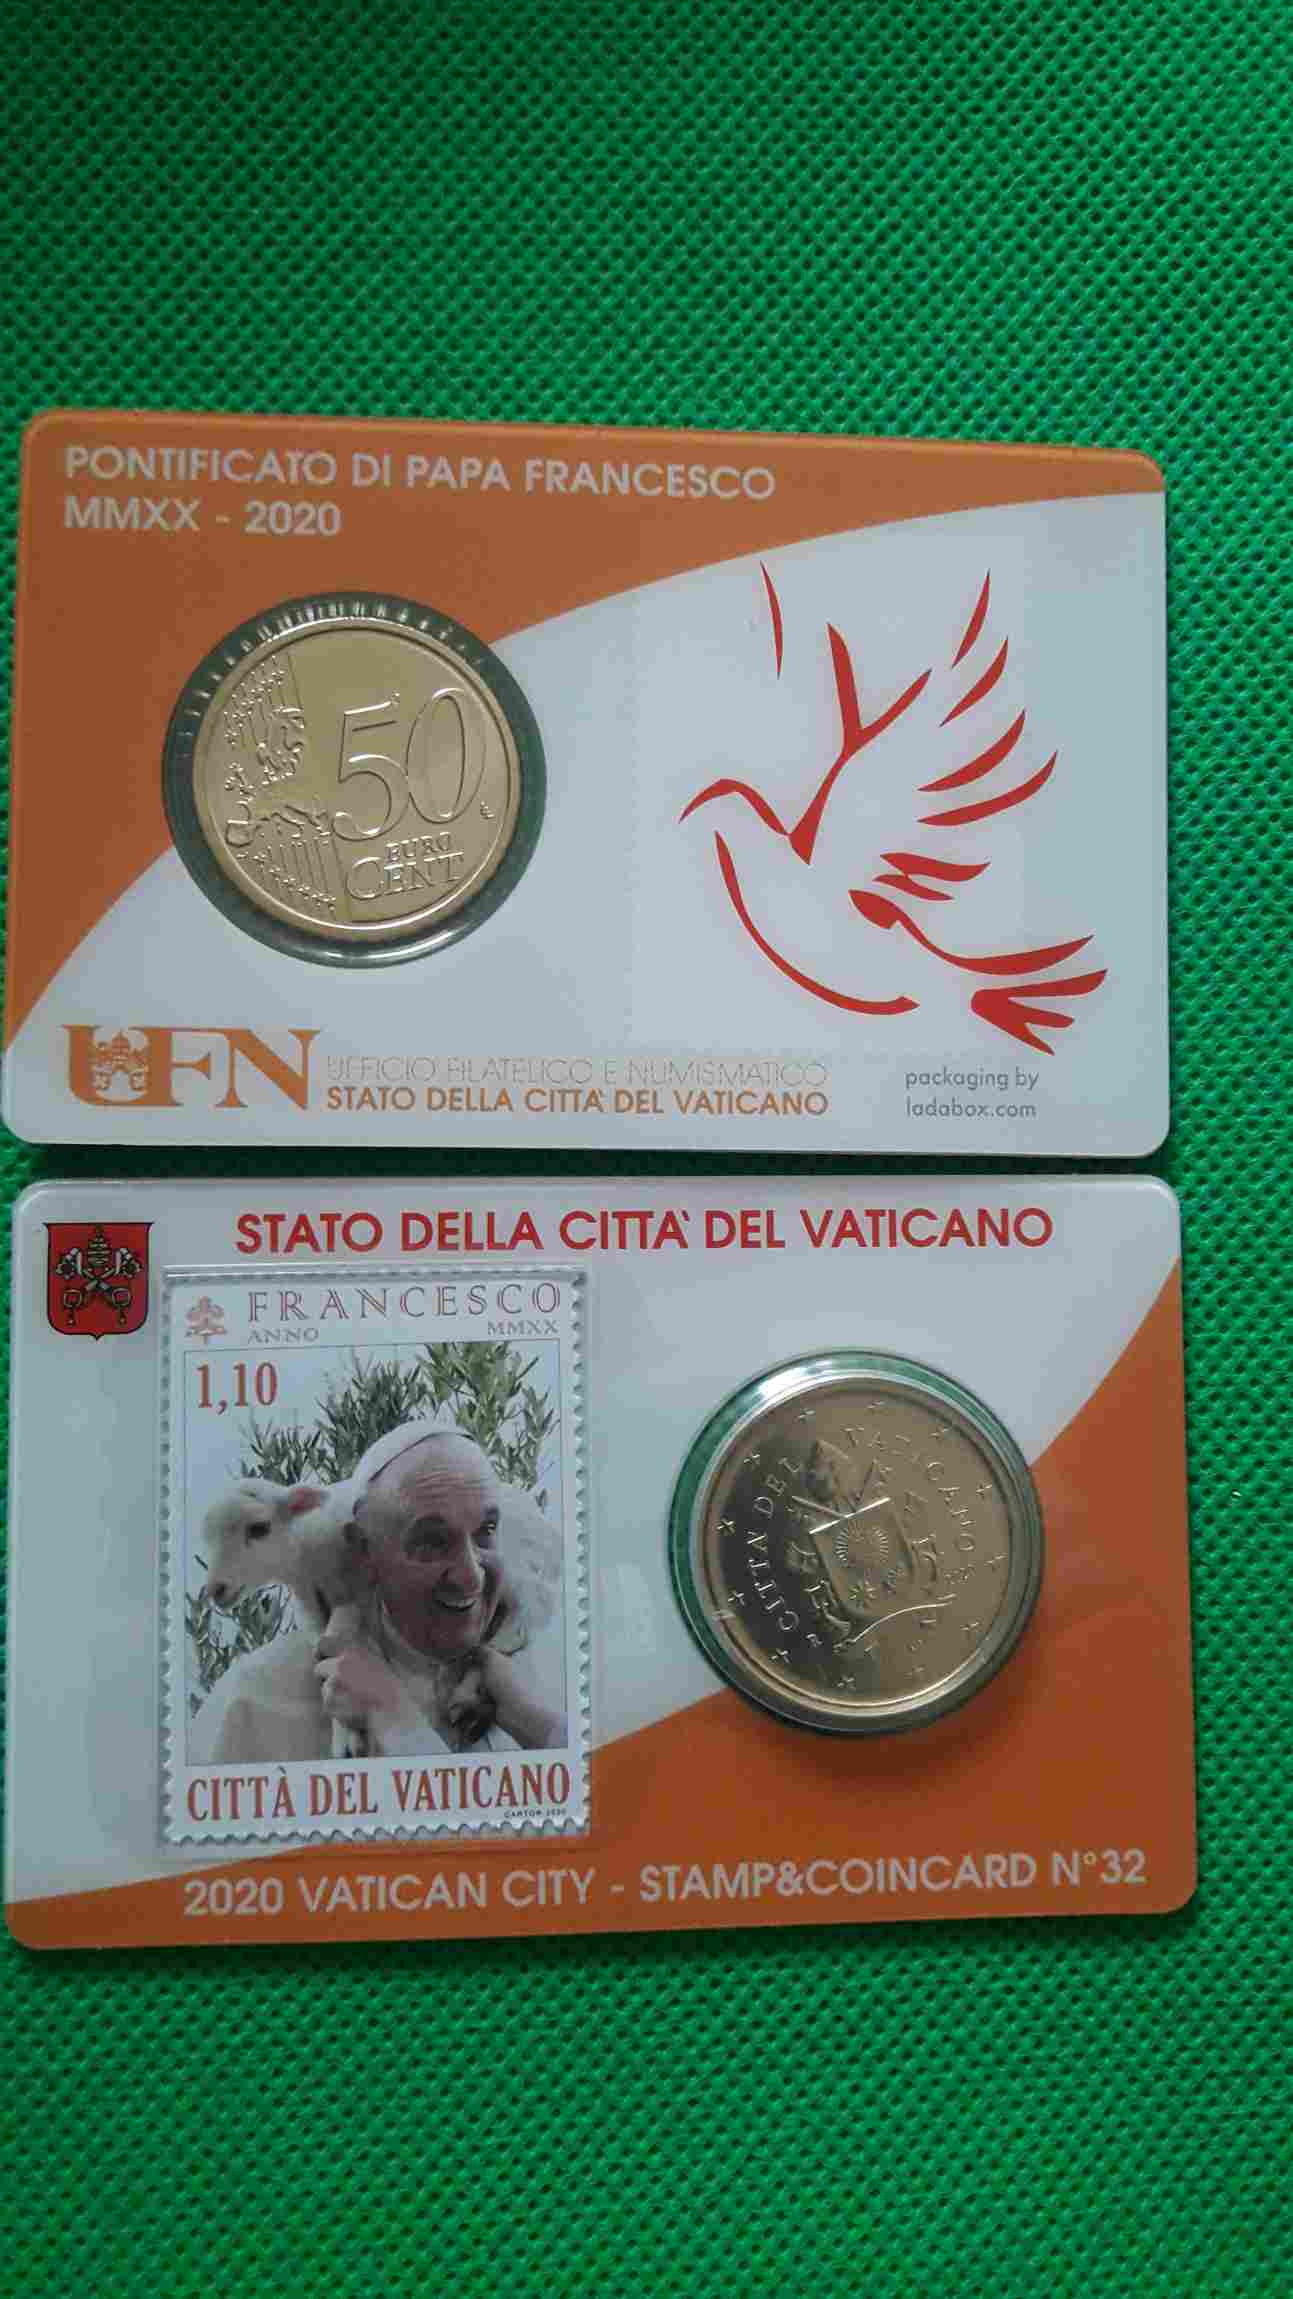 PONTIFICATO DI PAPA FRANCESCO
MMXX - 2020
50
EURO
CENT
UFN
UFFICIO FILATELICO E NUMISMATICO
STATO DELLA CITTA' DEL VATICANO
packaging by
ladabox.com
STATO DELLA CITTA' DEL VATICANO
FRANCESCO
ANNO MMXX
1,10
CITTA' DEL VATICANO
CITTÀ DEL VATICANO
CARTOR 2020
2020 VATICAN CITY - STAMP&COINCARD N°32